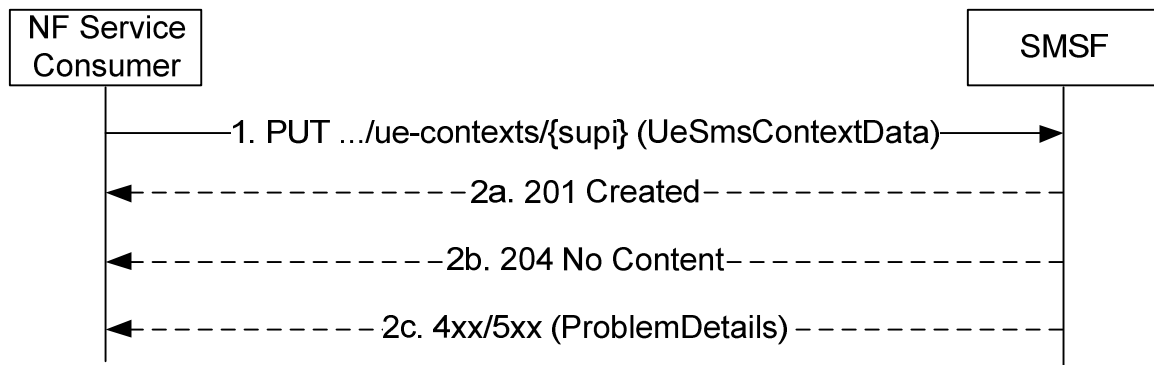 NF Service
Consumer
SMSF
1. PUT .../ue-contexts/{supi} (UeSmsContextData)
2a. 201 Created
2b. 204 No Content
2c. 4xx/5xx (ProblemDetails)